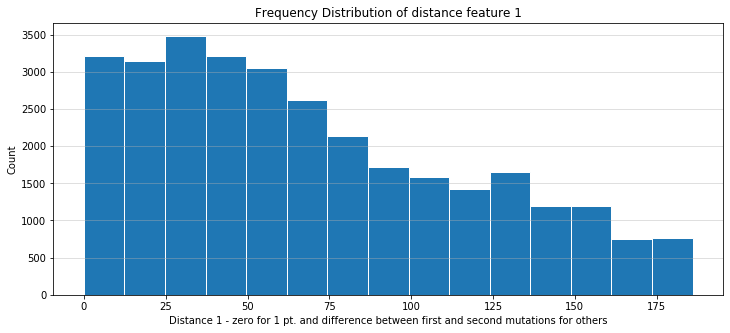 Frequency Distribution of distance feature 1
3500
3000
2500
2000
1500
1000
500
0
Count
0 25 50 75 100 125 150 175
Distance 1 - zero for 1 pt. and difference between first and second mutations for others